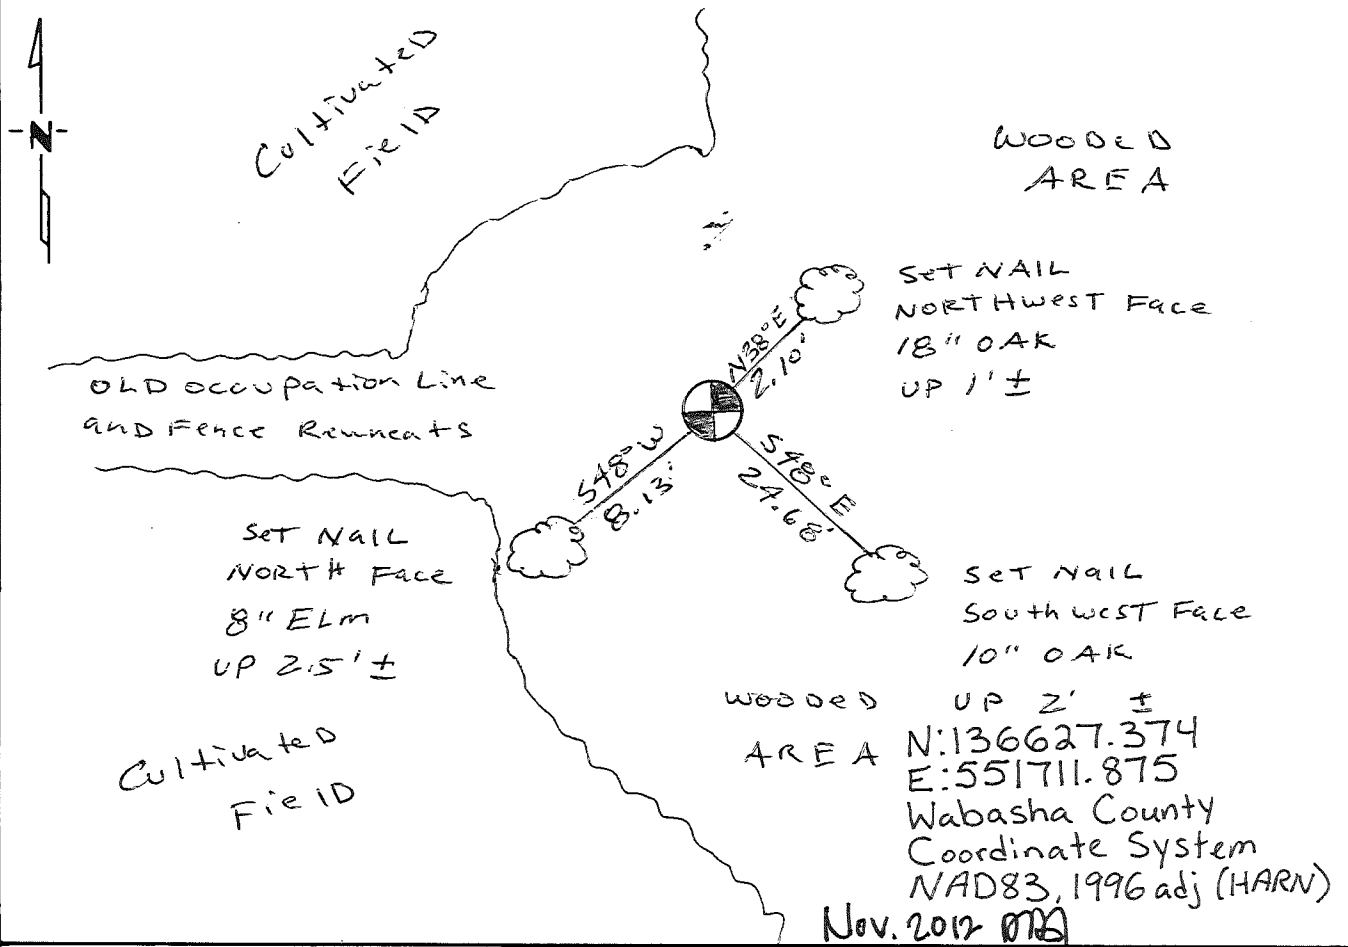 N
CultivateD
FielD
WOODeD
AREA
SeT NAIL
NORTHwesT Face
18" OAK
UP 1' ±
N38°E
2.10'
OLD Occupation Line
anD Fence Remneats
S48°W
8.13'
S48° E
24.68'
SeT NaiL
NORTH Face
8" ELm
UP 2.5' ±
SeT NaiL
SouthwesT Face
10" OAK
UP 2' ±
WOODeD
AREA
CultivateD
FielD
N:136627.374
E:551711.875
Wabasha County
Coordinate System
NAD83, 1996 adj (HARN)
Nov. 2012